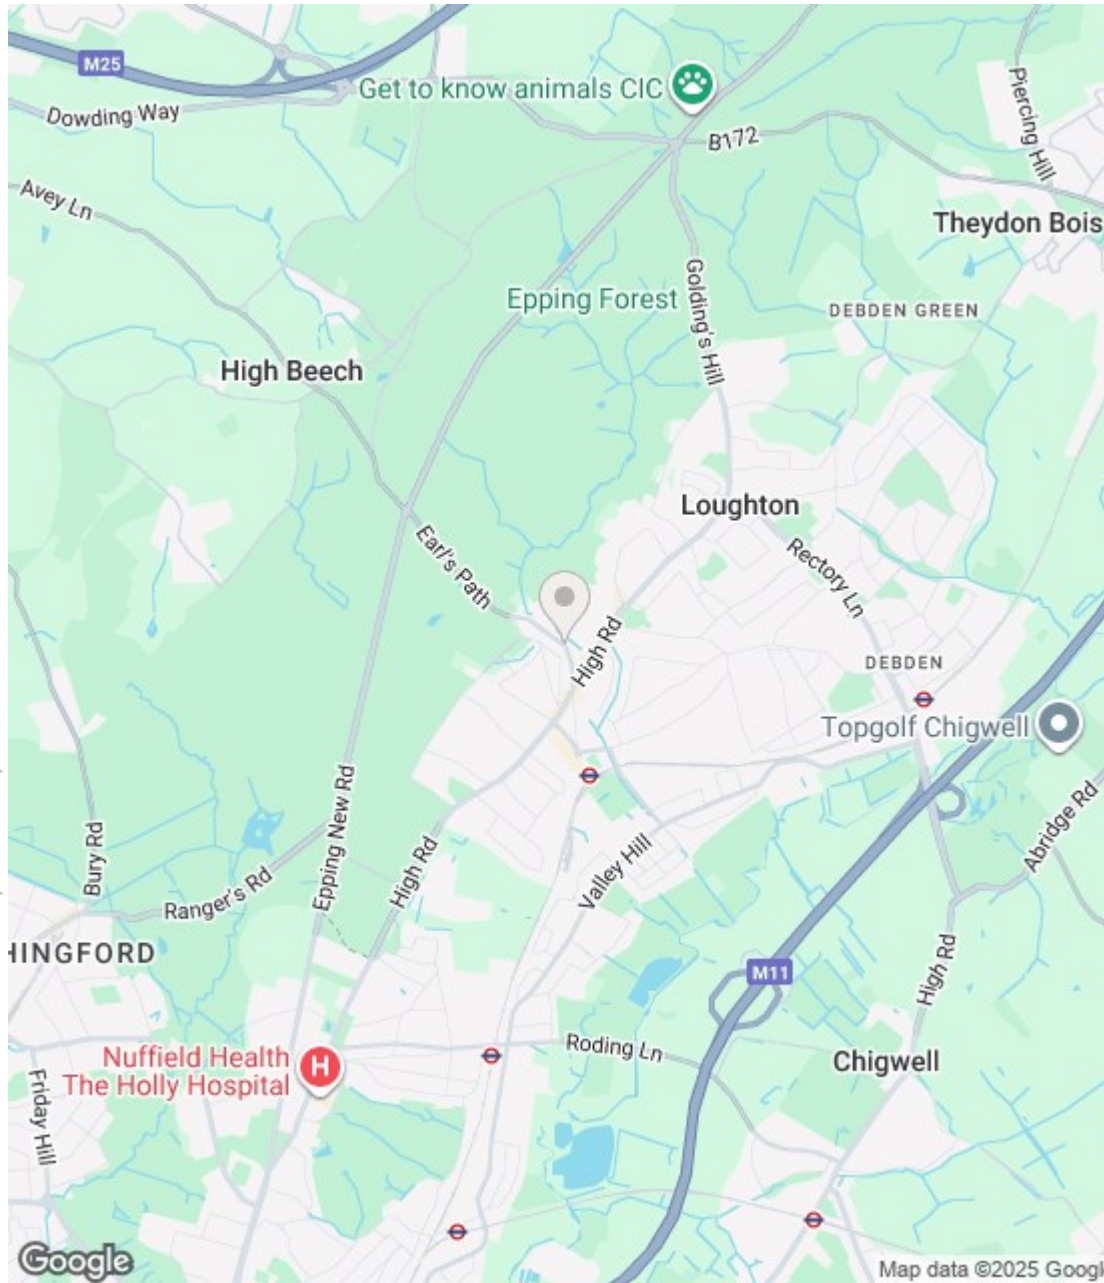 M25
Dowding Way
Get to know animals CIC
B172
Piercing Hill
Avey Ln
Theydon Bois
Epping Forest
Golding's Hill
DEBDEN GREEN
High Beech
Loughton
Earl's Path
Rectory Ln
High Rd
DEBDEN
Topgolf Chigwell
Epping New Rd
Bury Rd
High Rd
Valley Hill
Abridge Rd
Ranger's Rd
HINGFORD
M11
High Rd
Nuffield Health
The Holly Hospital
H
Roding Ln
Chigwell
Friday Hill
Google
Map data ©2025 Googl